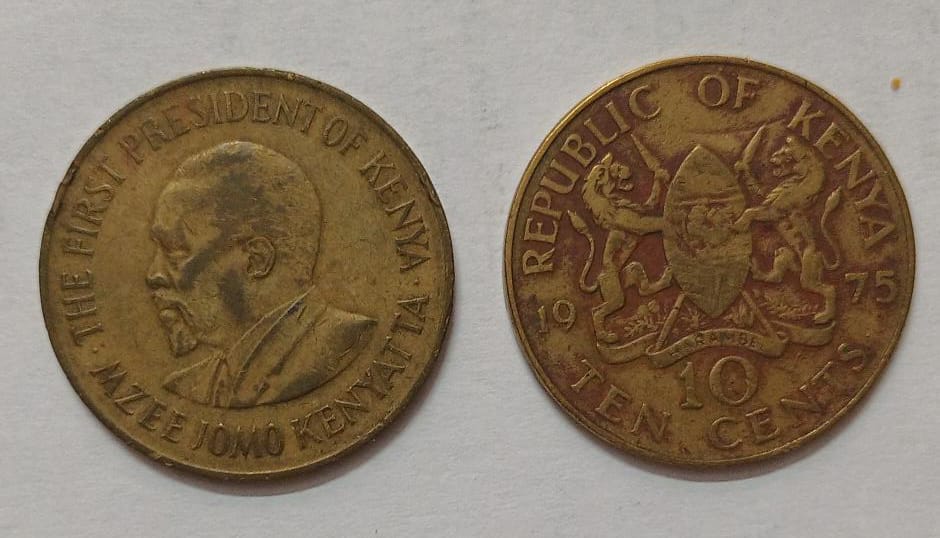 · THE FIRST PRESIDENT OF KENYA ·
MZEE JOMO KENYATTA
REPUBLIC OF KENYA
19 75
HARAMBEE
10
TEN CENTS